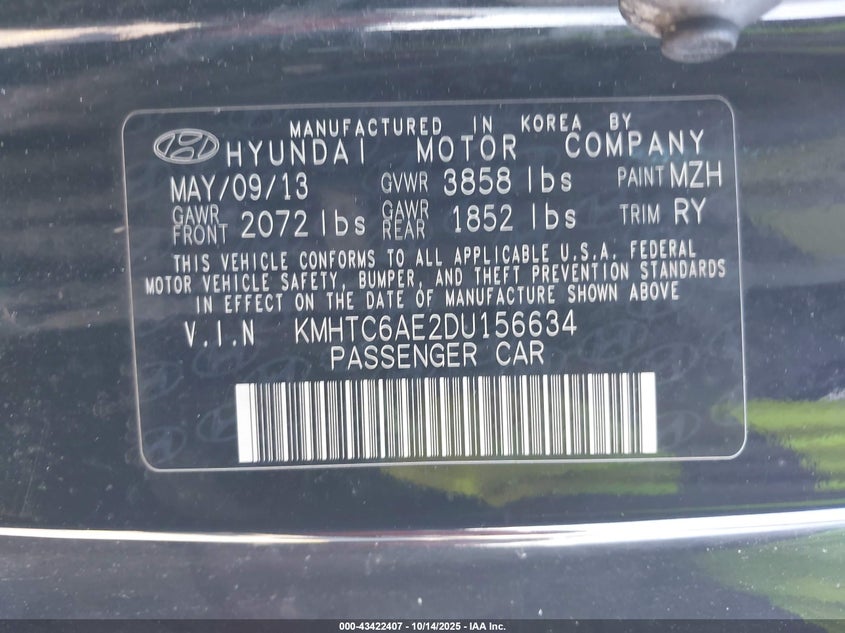 MANUFACTURED IN KOREA BY
HYUNDAI MOTOR COMPANY
MAY/09/13 GVWR 3858 lbs PAINT MZH
GAWR FRONT 2072 lbs GAWR REAR 1852 lbs TRIM RY
THIS VEHICLE CONFORMS TO ALL APPLICABLE U.S.A. FEDERAL
MOTOR VEHICLE SAFETY, BUMPER, AND THEFT PREVENTION STANDARDS
IN EFFECT ON THE DATE OF MANUFACTURE SHOWN ABOVE
V.I.N KMHTC6AE2DU156634
PASSENGER CAR
000-43422407 - 10/14/2025 - IAA Inc.